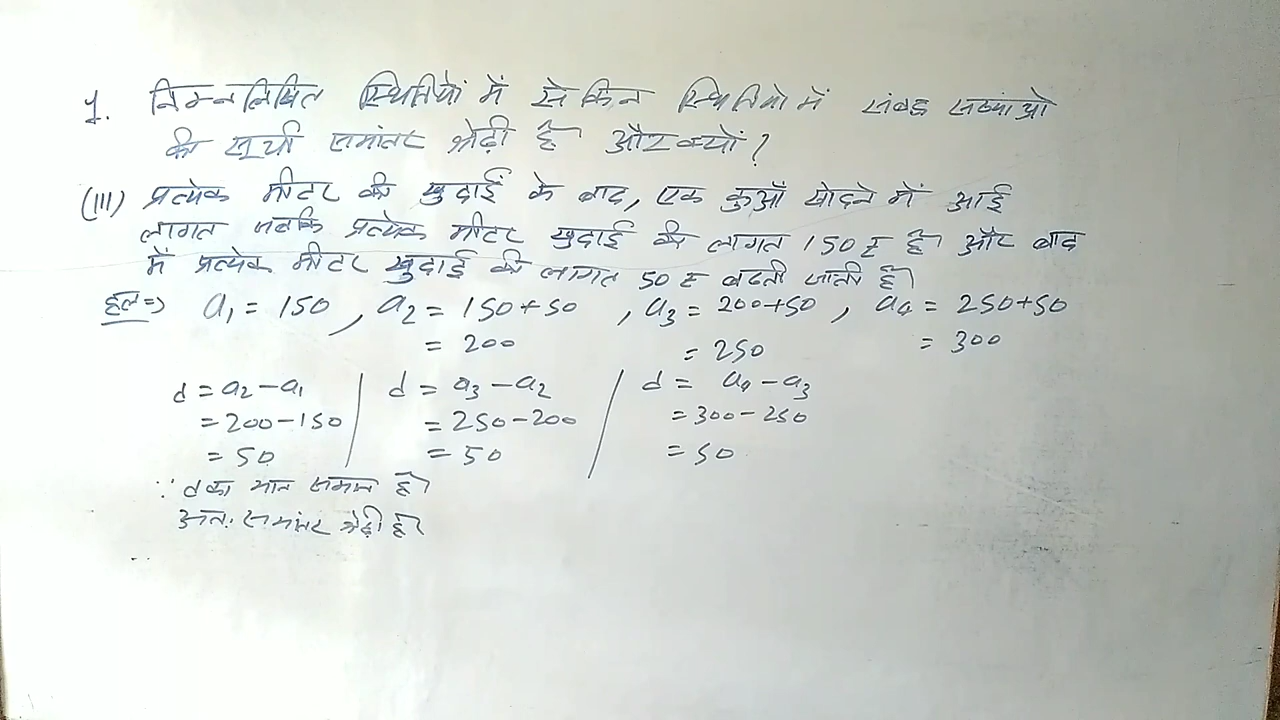 1. निम्नलिखित स्थितियों में से किन स्थितियो में संबद्ध संख्याओ
की सूची समांतर श्रेढ़ी है और क्यों?
(III) प्रत्येक मीटर की खुदाई के बाद, एक कुआँ खोदने में आई
लागत जबकि प्रत्येक मीटर खुदाई की लागत 150 रु है और बाद
में प्रत्येक मीटर खुदाई की लागत 50 रु बढती जाती है।
हल⇒ a₁ = 150 , a₂ = 150+50 , a₃ = 200+50 , a₄ = 250+50
= 200 = 250 = 300
d = a₂ - a₁ | d = a₃ - a₂ / d = a₄ - a₃
= 200-150 = 250-200 = 300-250
= 50 = 50 = 50
∵ d का मान समान है।
अतः समांतर श्रेढ़ी है।